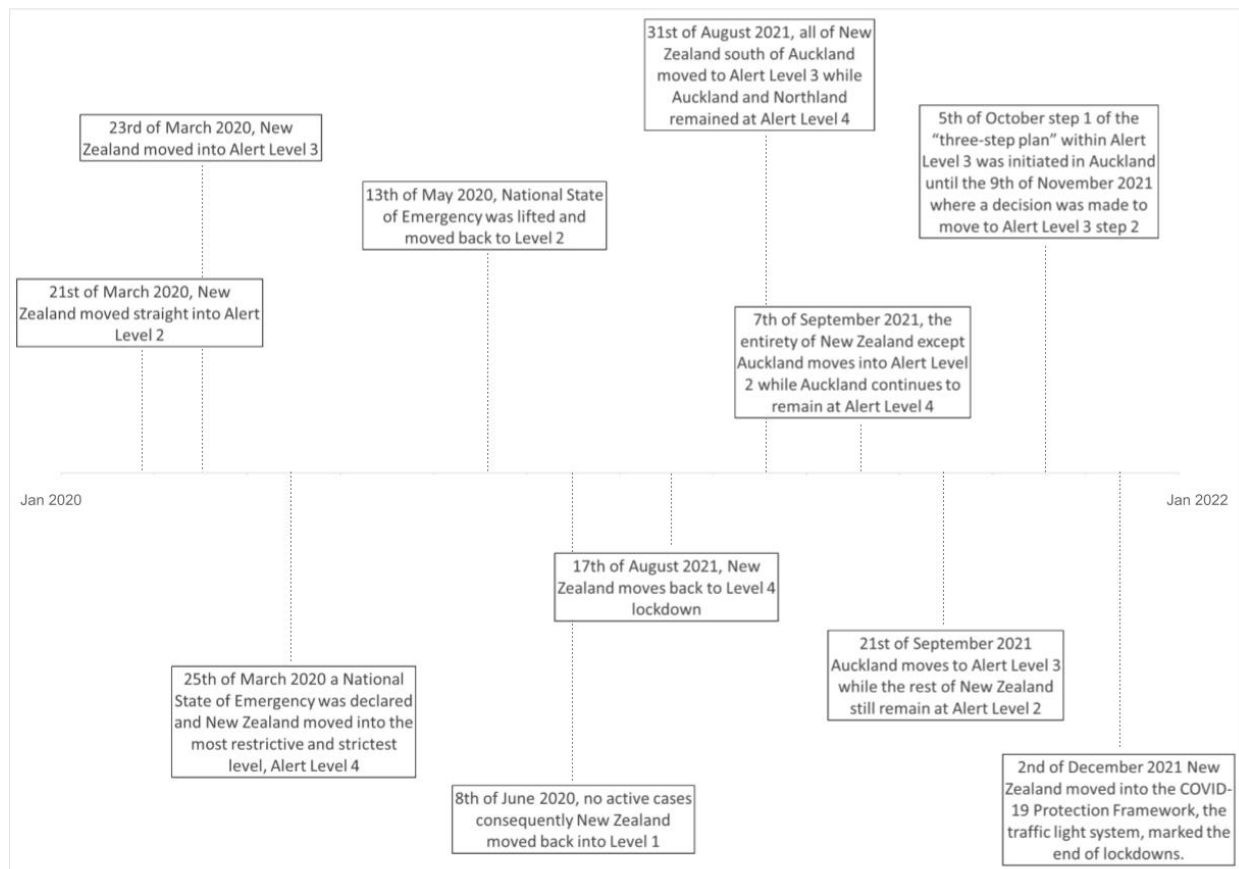 31st of August 2021, all of New
Zealand south of Auckland
moved to Alert Level 3 while
Auckland and Northland
remained at Alert Level 4
23rd of March 2020, New
Zealand moved into Alert Level 3
5th of October step 1 of the
“three-step plan” within Alert
Level 3 was initiated in Auckland
until the 9th of November 2021
where a decision was made to
move to Alert Level 3 step 2
13th of May 2020, National State
of Emergency was lifted and
moved back to Level 2
21st of March 2020, New
Zealand moved straight into Alert
Level 2
7th of September 2021, the
entirety of New Zealand except
Auckland moves into Alert Level
2 while Auckland continues to
remain at Alert Level 4
Jan 2020
Jan 2022
17th of August 2021, New
Zealand moves back to Level 4
lockdown
21st of September 2021
Auckland moves to Alert Level 3
while the rest of New Zealand
still remain at Alert Level 2
25th of March 2020 a National
State of Emergency was declared
and New Zealand moved into the
most restrictive and strictest
level, Alert Level 4
8th of June 2020, no active cases
consequently New Zealand
moved back into Level 1
2nd of December 2021 New
Zealand moved into the COVID-
19 Protection Framework, the
traffic light system, marked the
end of lockdowns.